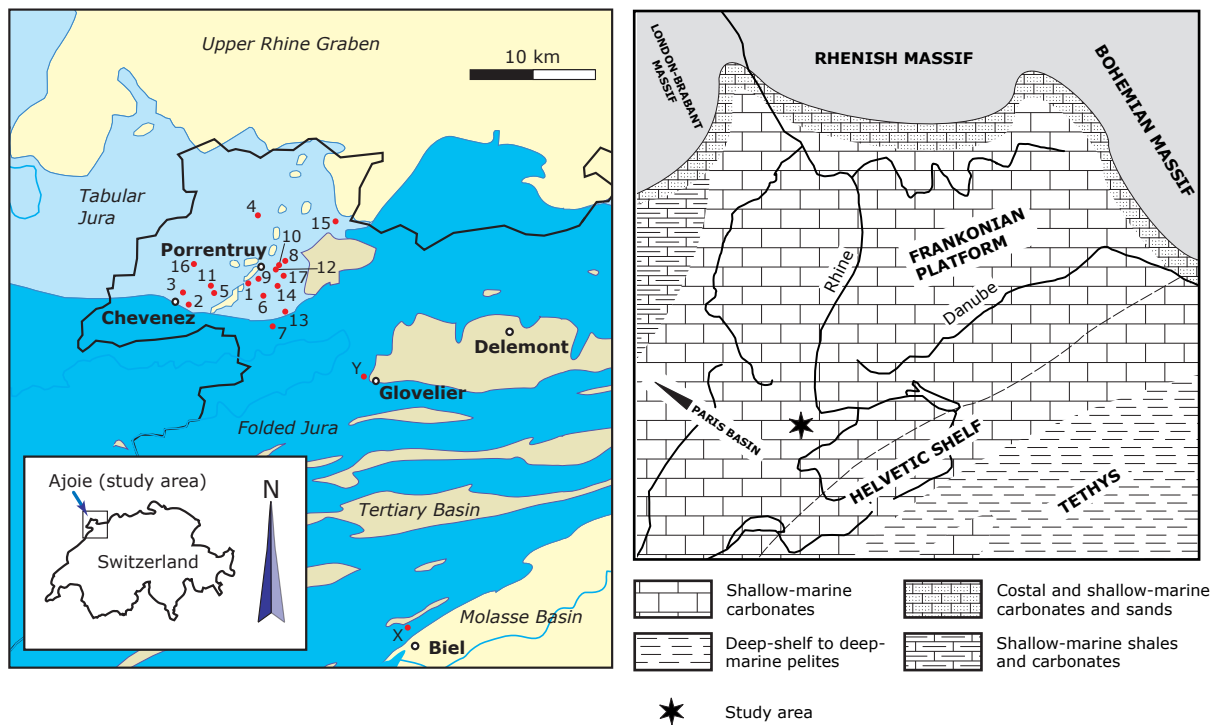 Upper Rhine Graben
10 km
Tabular
Jura
4
15
10
Porrentruy
8
16
12
11
9
17
3
5
1
14
2
6
Chevenez
13
7
Delemont
Y
Glovelier
Folded Jura
Ajoie (study area)
N
Tertiary Basin
Switzerland
Molasse Basin
X
Biel
LONDON-BRABANT
MASSIF
RHENISH MASSIF
BOHEMIAN MASSIF
FRANKONIAN
PLATFORM
Rhine
Danube
PARIS BASIN
HELVETIC SHELF
TETHYS
Shallow-marine
carbonates
Costal and shallow-marine
carbonates and sands
Deep-shelf to deep-
marine pelites
Shallow-marine shales
and carbonates
Study area